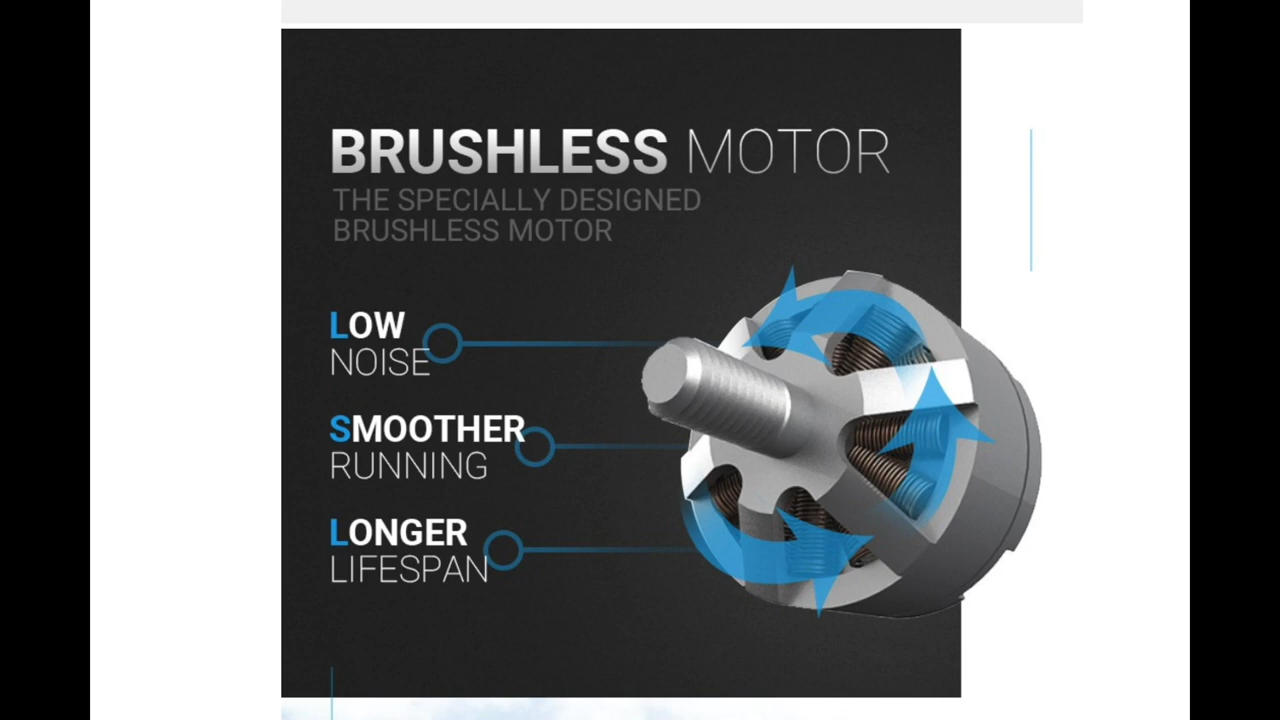 BRUSHLESS MOTOR
THE SPECIALLY DESIGNED
BRUSHLESS MOTOR
LOW
NOISE
SMOOTHER
RUNNING
LONGER
LIFESPAN